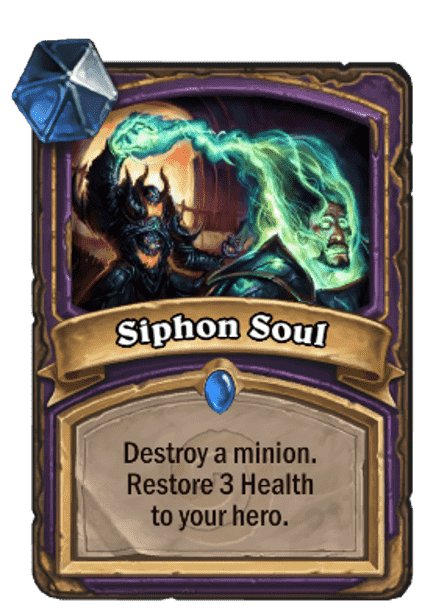 Siphon Soul
Destroy a minion.
Restore 3 Health
to your hero.